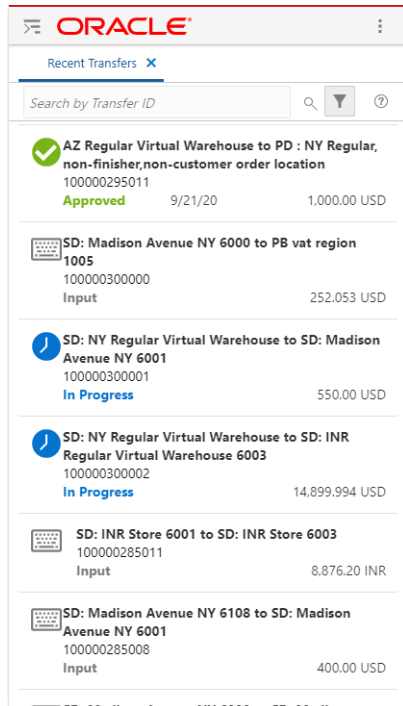 ORACLE
Recent Transfers
Search by Transfer ID
AZ Regular Virtual Warehouse to PD : NY Regular,
non-finisher,non-customer order location
100000295011
Approved 9/21/20 1,000.00 USD
SD: Madison Avenue NY 6000 to PB vat region
1005
100000300000
Input 252.053 USD
SD: NY Regular Virtual Warehouse to SD: Madison
Avenue NY 6001
100000300001
In Progress 550.00 USD
SD: NY Regular Virtual Warehouse to SD: INR
Regular Virtual Warehouse 6003
100000300002
In Progress 14,899.994 USD
SD: INR Store 6001 to SD: INR Store 6003
100000285011
Input 8,876.20 INR
SD: Madison Avenue NY 6108 to SD: Madison
Avenue NY 6001
100000285008
Input 400.00 USD